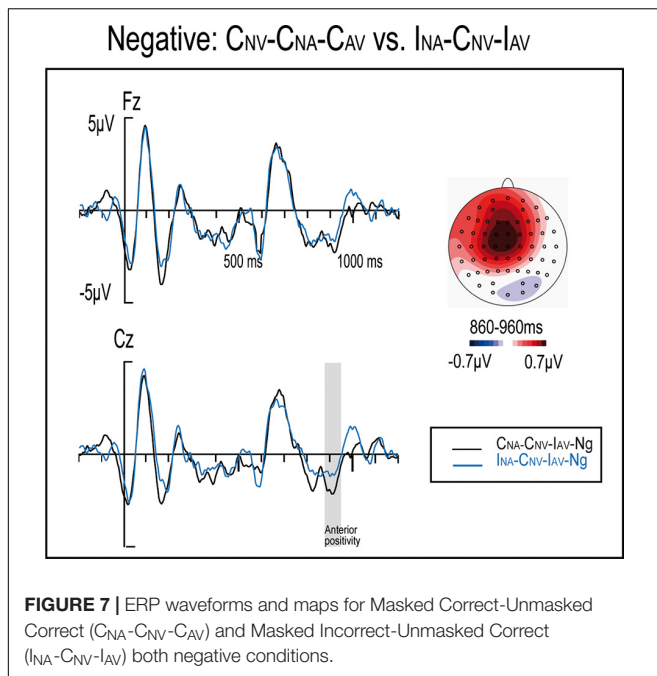 Negative: CNV-CNA-CAV vs. INA-CNV-IAV
Fz
5µV
-5µV
500 ms
1000 ms
860-960ms
-0.7µV 0.7µV
Cz
Anterior
positivity
CNA-CNV-IAV-Ng
INA-CNV-IAV-Ng
FIGURE 7 | ERP waveforms and maps for Masked Correct-Unmasked
Correct (CNA-CNV-CAV) and Masked Incorrect-Unmasked Correct
(INA-CNV-IAV) both negative conditions.